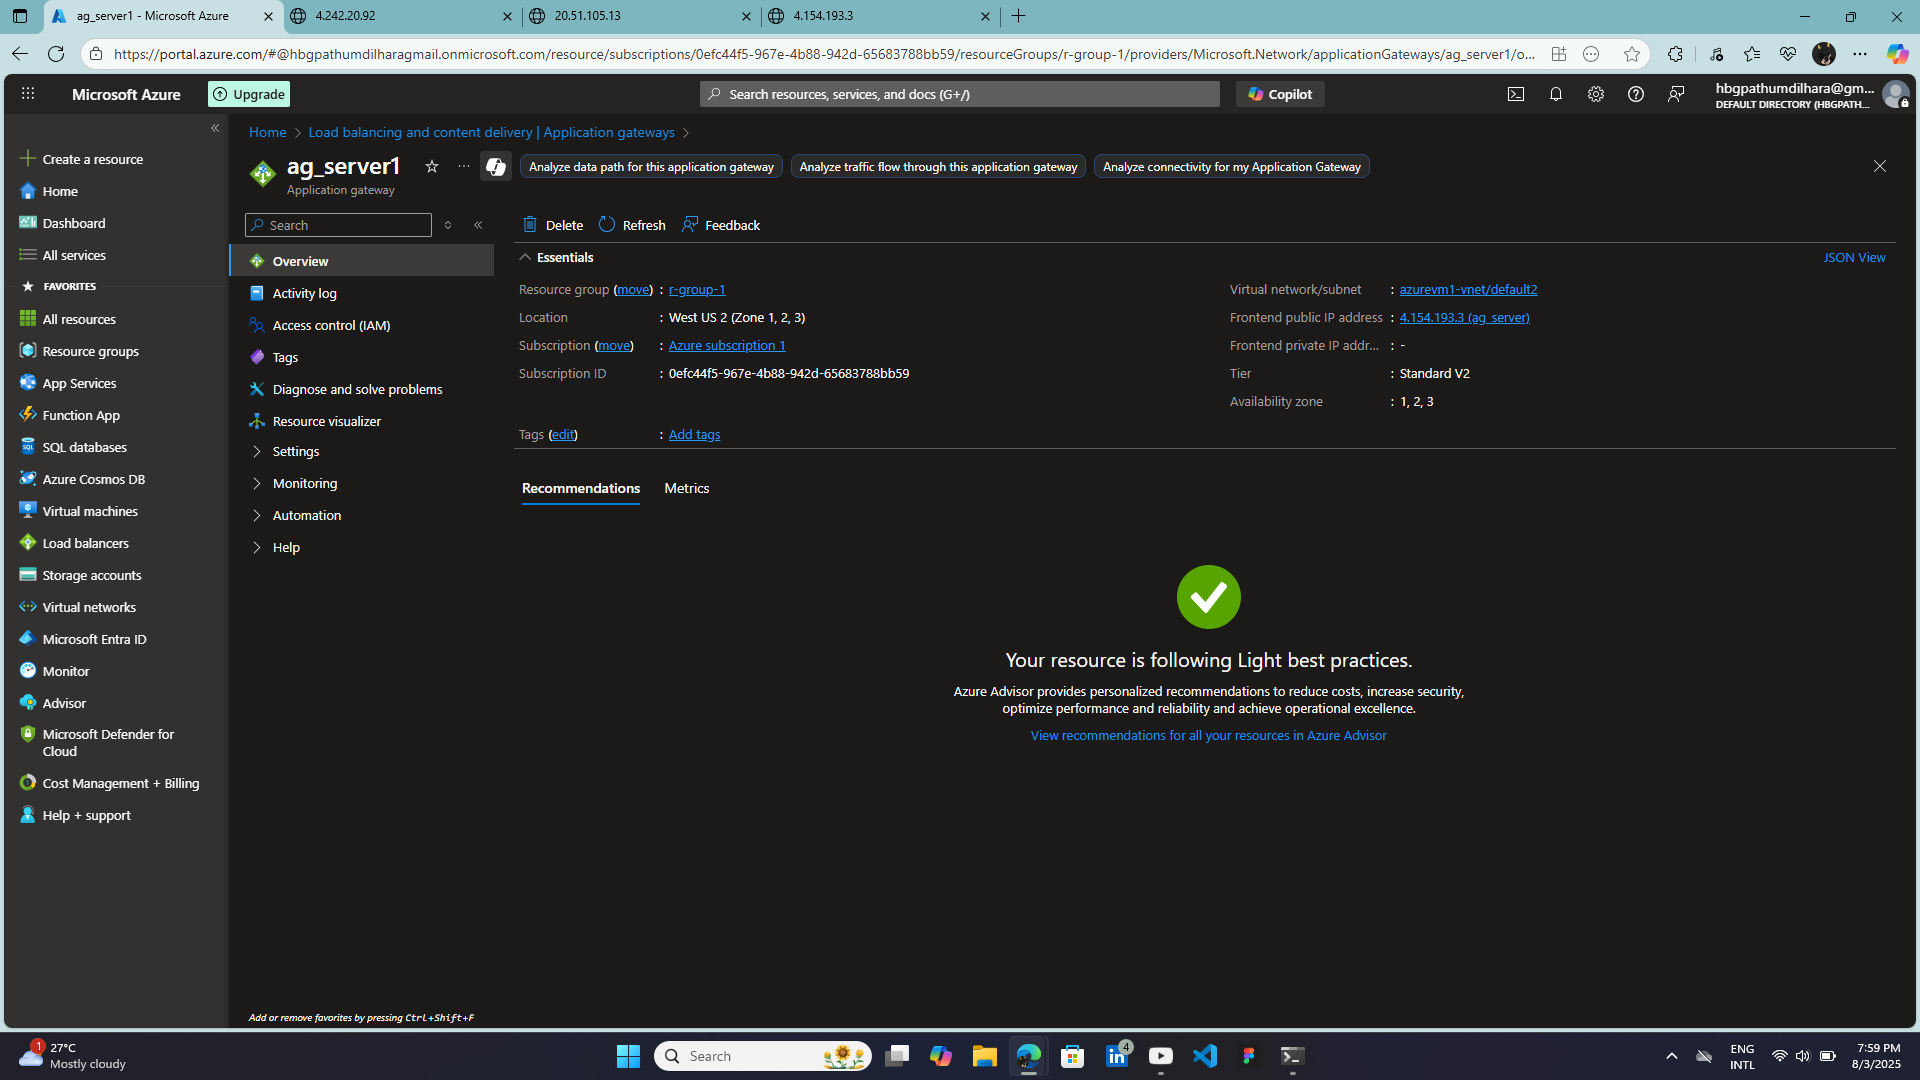 ag_server1 - Microsoft Azure
4.242.20.92
20.51.105.13
4.154.193.3
https://portal.azure.com/#@hbgpathumdilharagmail.onmicrosoft.com/resource/subscriptions/0efc44f5-967e-4b88-942d-65683788bb59/resourceGroups/r-group-1/providers/Microsoft.Network/applicationGateways/ag_server1/o...
Microsoft Azure
Upgrade
Search resources, services, and docs (G+/)
Copilot
hbgpathumdilhara@gm...
DEFAULT DIRECTORY (HBGPATH...
Create a resource
Home
Dashboard
All services
FAVORITES
All resources
Resource groups
App Services
Function App
SQL databases
Azure Cosmos DB
Virtual machines
Load balancers
Storage accounts
Virtual networks
Microsoft Entra ID
Monitor
Advisor
Microsoft Defender for
Cloud
Cost Management + Billing
Help + support
Home > Load balancing and content delivery | Application gateways >
ag_server1
Application gateway
Analyze data path for this application gateway
Analyze traffic flow through this application gateway
Analyze connectivity for my Application Gateway
Search
Overview
Activity log
Access control (IAM)
Tags
Diagnose and solve problems
Resource visualizer
Settings
Monitoring
Automation
Help
Delete
Refresh
Feedback
Essentials
JSON View
Resource group (move) : r-group-1
Location : West US 2 (Zone 1, 2, 3)
Subscription (move) : Azure subscription 1
Subscription ID : 0efc44f5-967e-4b88-942d-65683788bb59
Virtual network/subnet : azurevm1-vnet/default2
Frontend public IP address : 4.154.193.3 (ag_server)
Frontend private IP addr... : -
Tier : Standard V2
Availability zone : 1, 2, 3
Tags (edit) : Add tags
Recommendations
Metrics
Your resource is following Light best practices.
Azure Advisor provides personalized recommendations to reduce costs, increase security,
optimize performance and reliability and achieve operational excellence.
View recommendations for all your resources in Azure Advisor
Add or remove favorites by pressing Ctrl+Shift+F
1
27°C
Mostly cloudy
Search
4
ENG
INTL
7:59 PM
8/3/2025